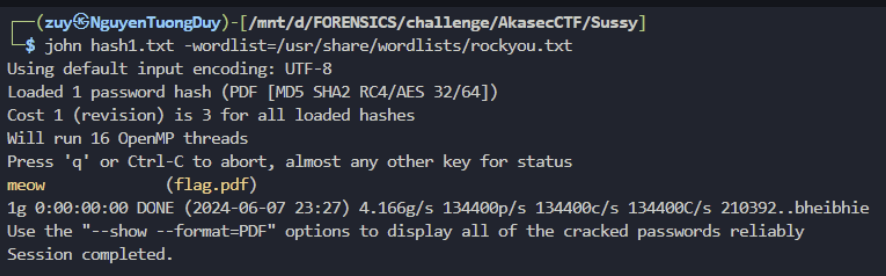 ┌──(zuy㉿NguyenTuongDuy)-[/mnt/d/FORENSICS/challenge/AkasecCTF/Sussy]
└─$ john hash1.txt -wordlist=/usr/share/wordlists/rockyou.txt
Using default input encoding: UTF-8
Loaded 1 password hash (PDF [MD5 SHA2 RC4/AES 32/64])
Cost 1 (revision) is 3 for all loaded hashes
Will run 16 OpenMP threads
Press 'q' or Ctrl-C to abort, almost any other key for status
meow             (flag.pdf)
1g 0:00:00:00 DONE (2024-06-07 23:27) 4.166g/s 134400p/s 134400c/s 134400C/s 210392..bheibhie
Use the "--show --format=PDF" options to display all of the cracked passwords reliably
Session completed.